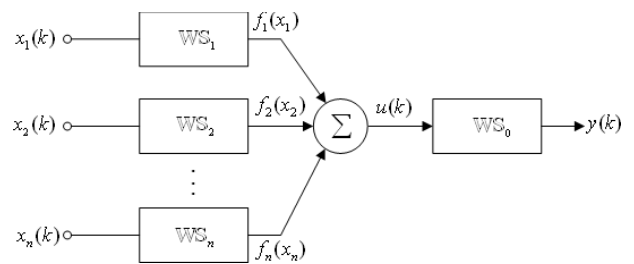 x₁(k) WS₁ f₁(x₁)
x₂(k) WS₂ f₂(x₂) Σ u(k) WS₀ y(k)
⋮
xₙ(k) WSₙ fₙ(xₙ)